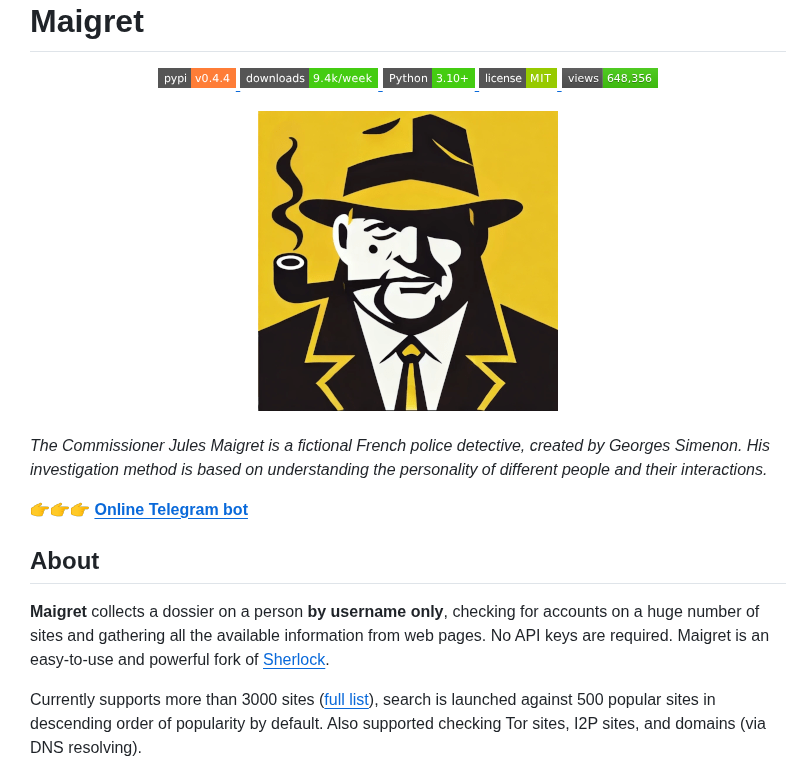 Maigret
pypi v0.4.4 downloads 9.4k/week Python 3.10+ license MIT views 648,356
The Commissioner Jules Maigret is a fictional French police detective, created by Georges Simenon. His
investigation method is based on understanding the personality of different people and their interactions.
👉👉👉 Online Telegram bot
About
Maigret collects a dossier on a person by username only, checking for accounts on a huge number of
sites and gathering all the available information from web pages. No API keys are required. Maigret is an
easy-to-use and powerful fork of Sherlock.
Currently supports more than 3000 sites (full list), search is launched against 500 popular sites in
descending order of popularity by default. Also supported checking Tor sites, I2P sites, and domains (via
DNS resolving).